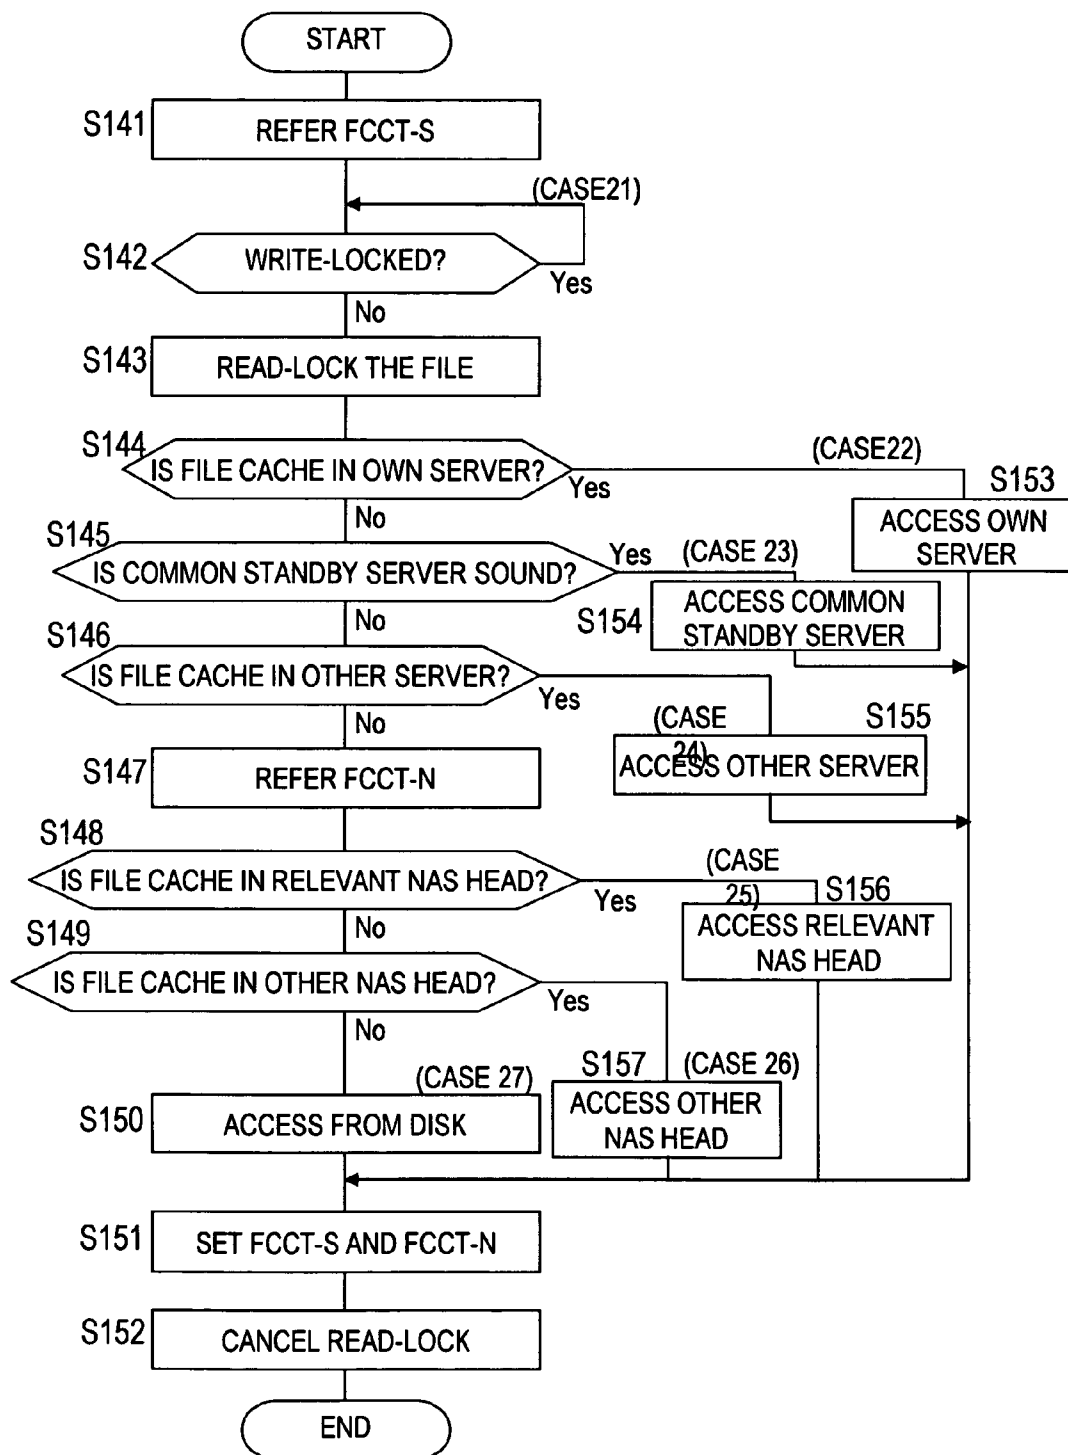 START
S141
REFER FCCT-S
(CASE21)
S142
WRITE-LOCKED?
Yes
No
S143
READ-LOCK THE FILE
S144
IS FILE CACHE IN OWN SERVER?
Yes
(CASE22)
No
S153
ACCESS OWN
SERVER
S145
IS COMMON STANDBY SERVER SOUND?
Yes
(CASE 23)
No
S154
ACCESS COMMON
STANDBY SERVER
S146
IS FILE CACHE IN OTHER SERVER?
Yes
No
(CASE
24)
S155
ACCESS OTHER SERVER
S147
REFER FCCT-N
S148
IS FILE CACHE IN RELEVANT NAS HEAD?
Yes
No
(CASE
25)
S156
ACCESS RELEVANT
NAS HEAD
S149
IS FILE CACHE IN OTHER NAS HEAD?
Yes
No
S157
(CASE 26)
ACCESS OTHER
NAS HEAD
(CASE 27)
S150
ACCESS FROM DISK
S151
SET FCCT-S AND FCCT-N
S152
CANCEL READ-LOCK
END